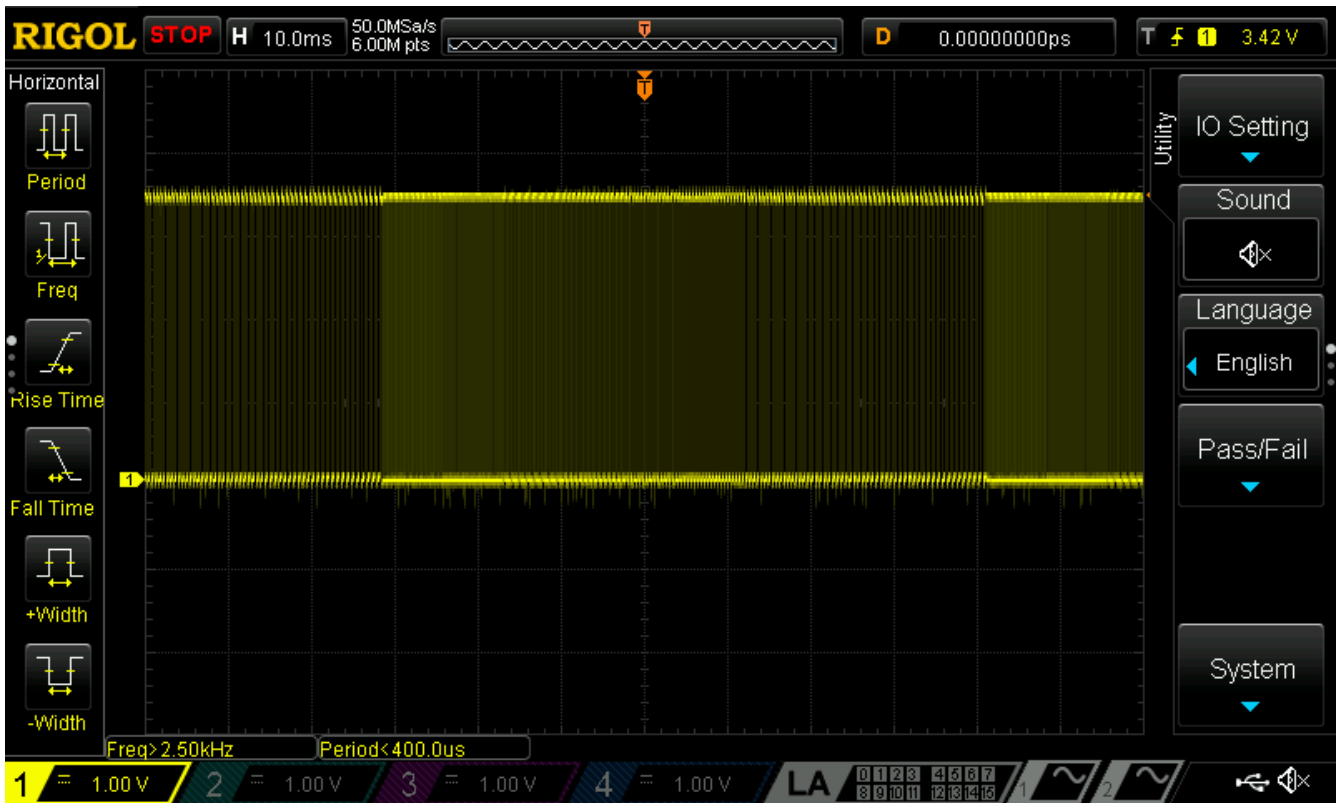 RIGOL STOP H 10.0ms 50.0MSa/s 6.00M pts T D 0.00000000ps T 1 3.42 V
Horizontal
Period
Freq
Rise Time
Fall Time
+Width
-Width
T
1
Freq>2.50kHz Period<400.0us
Utility
IO Setting
Sound
Language
English
Pass/Fail
System
1 1.00 V 2 1.00 V 3 1.00 V 4 1.00 V LA 0 1 2 3 4 5 6 7 1 2
8 9 10 11 12 13 14 15